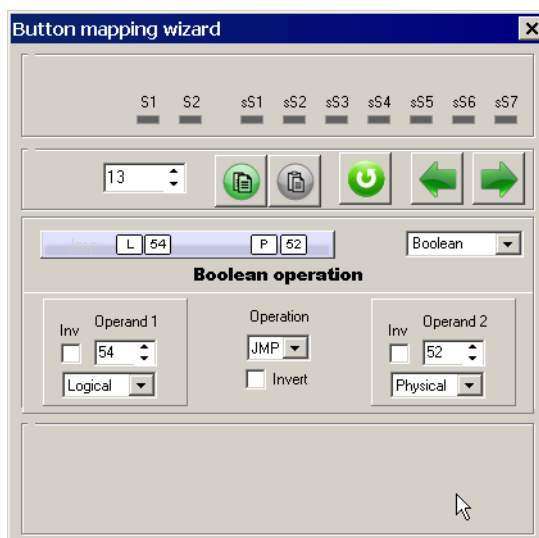 Button mapping wizard
S1 S2 sS1 sS2 sS3 sS4 sS5 sS6 sS7
13
Jmp L 54 P 52 Boolean
Boolean operation
Inv Operand 1 Operation Inv Operand 2
54 JMP 52
Logical Invert Physical